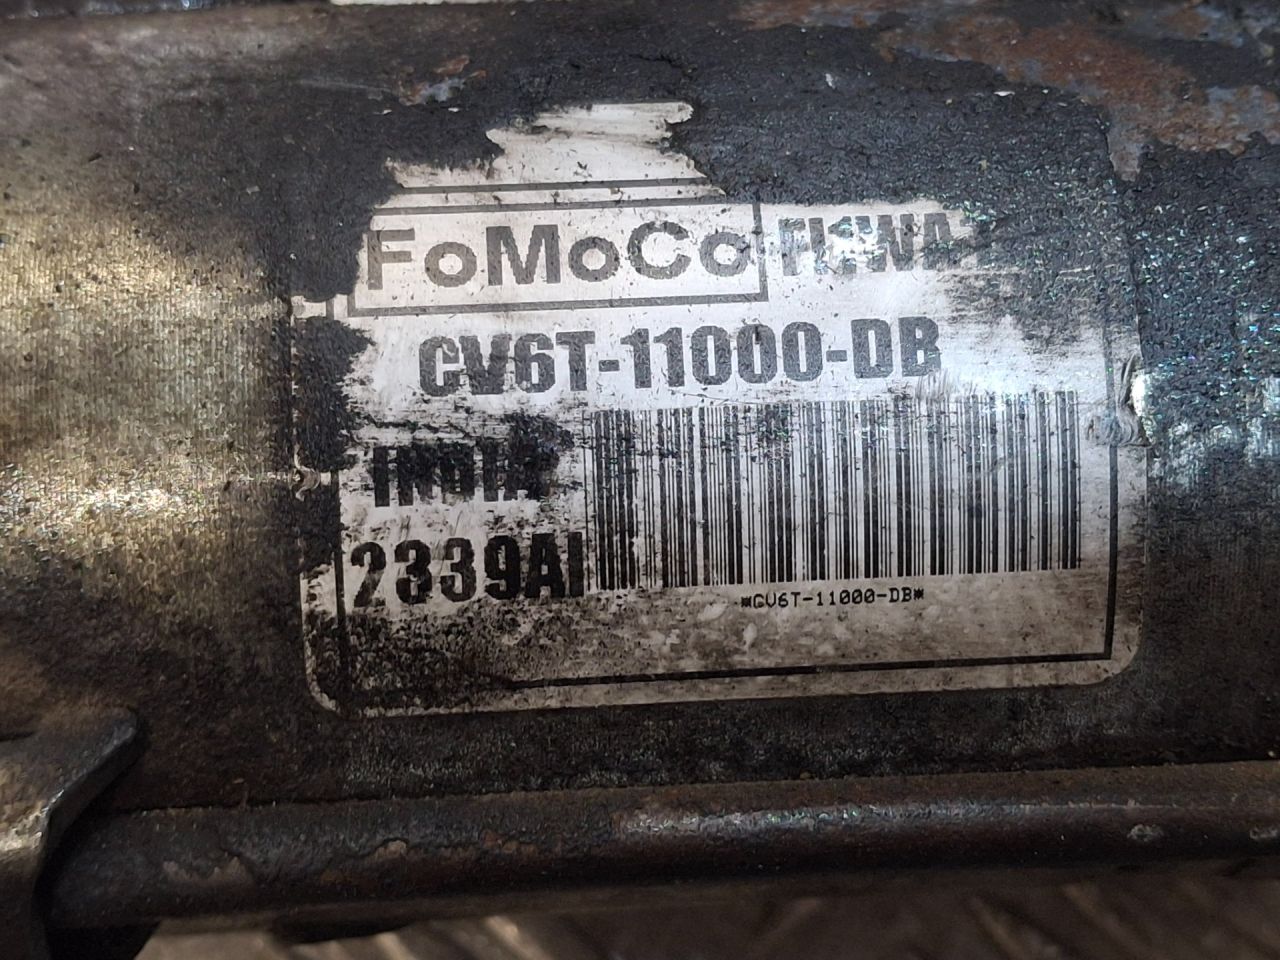 FoMoCo
CV6T-11000-DB
INDIA
2339AI
*CV6T-11000-DB*